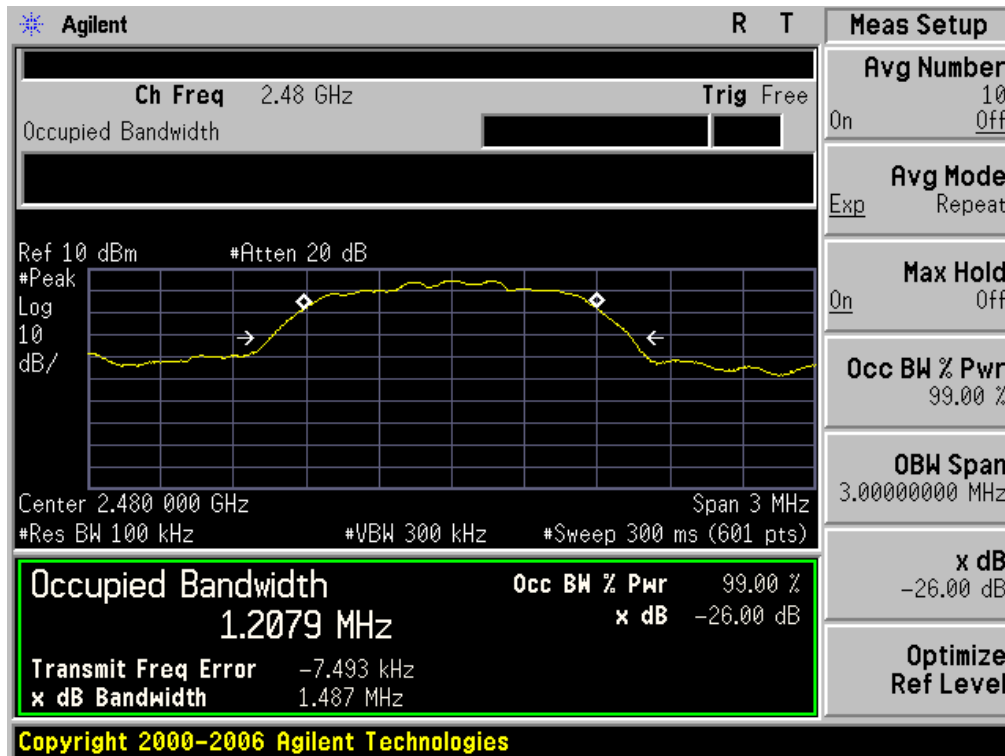 Agilent R T
Meas Setup
Ch Freq 2.48 GHz Trig Free
Occupied Bandwidth
Ref 10 dBm #Atten 20 dB
#Peak
Log
10
dB/
Center 2.480 000 GHz Span 3 MHz
#Res BW 100 kHz #VBW 300 kHz #Sweep 300 ms (601 pts)
Occupied Bandwidth
1.2079 MHz
Occ BW % Pwr 99.00 %
x dB -26.00 dB
Transmit Freq Error -7.493 kHz
x dB Bandwidth 1.487 MHz
Avg Number
10
On Off
Avg Mode
Exp Repeat
Max Hold
On Off
Occ BW % Pwr
99.00 %
OBW Span
3.00000000 MHz
x dB
-26.00 dB
Optimize
Ref Level
Copyright 2000-2006 Agilent Technologies